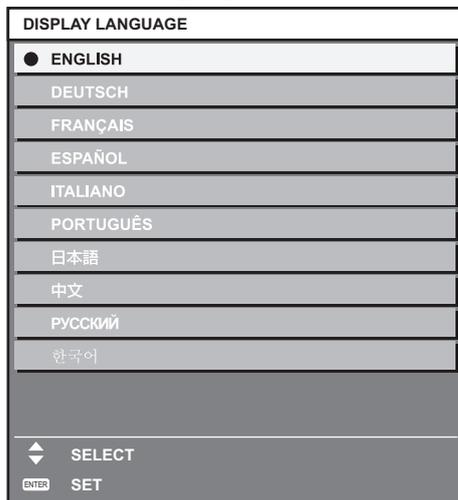 DISPLAY LANGUAGE
ENGLISH
DEUTSCH
FRANÇAIS
ESPAÑOL
ITALIANO
PORTUGUÊS
日本語
中文
РУССКИЙ
한국어
SELECT
ENTER SET